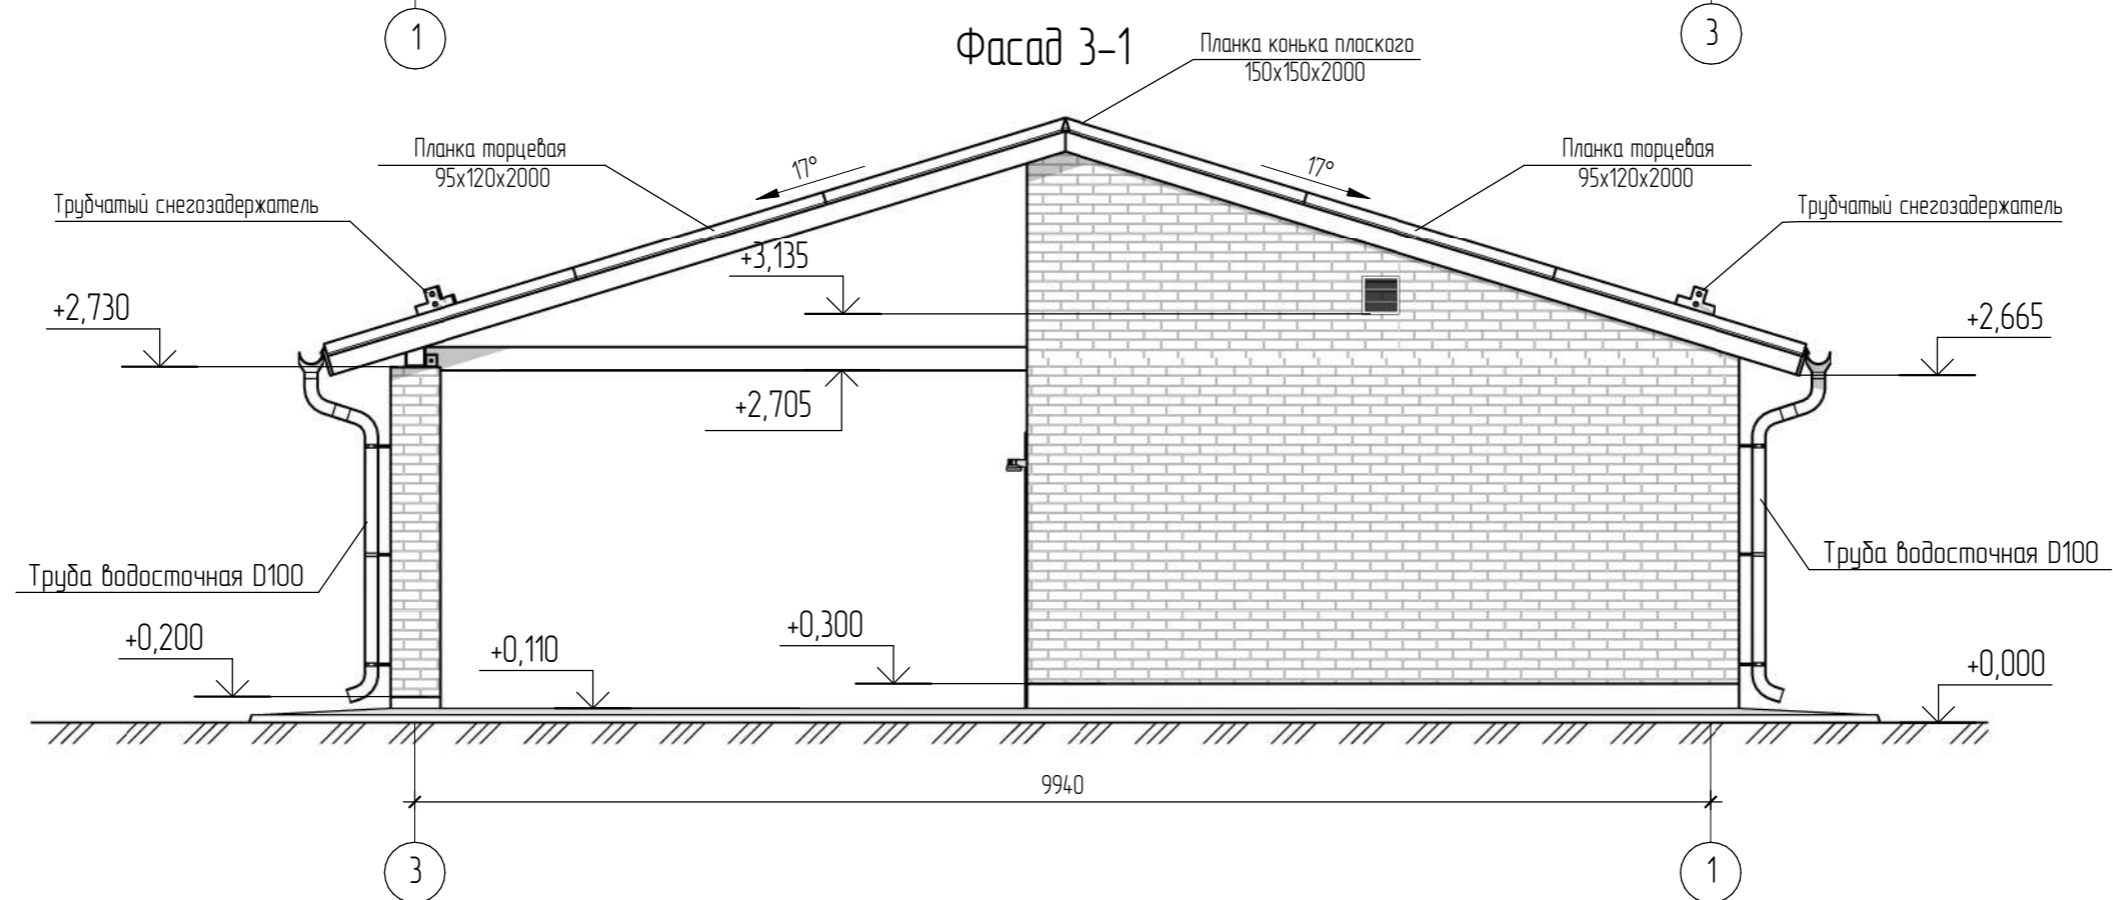 1
3
Фасад 3-1
Планка конька плоского
150х150х2000
Планка торцевая
95х120х2000
17°
17°
Планка торцевая
95х120х2000
Трубчатый снегозадержатель
Трубчатый снегозадержатель
+3,135
+2,730
+2,665
+2,705
Труба водосточная D100
Труба водосточная D100
+0,200
+0,110
+0,300
+0,000
9940
3
1